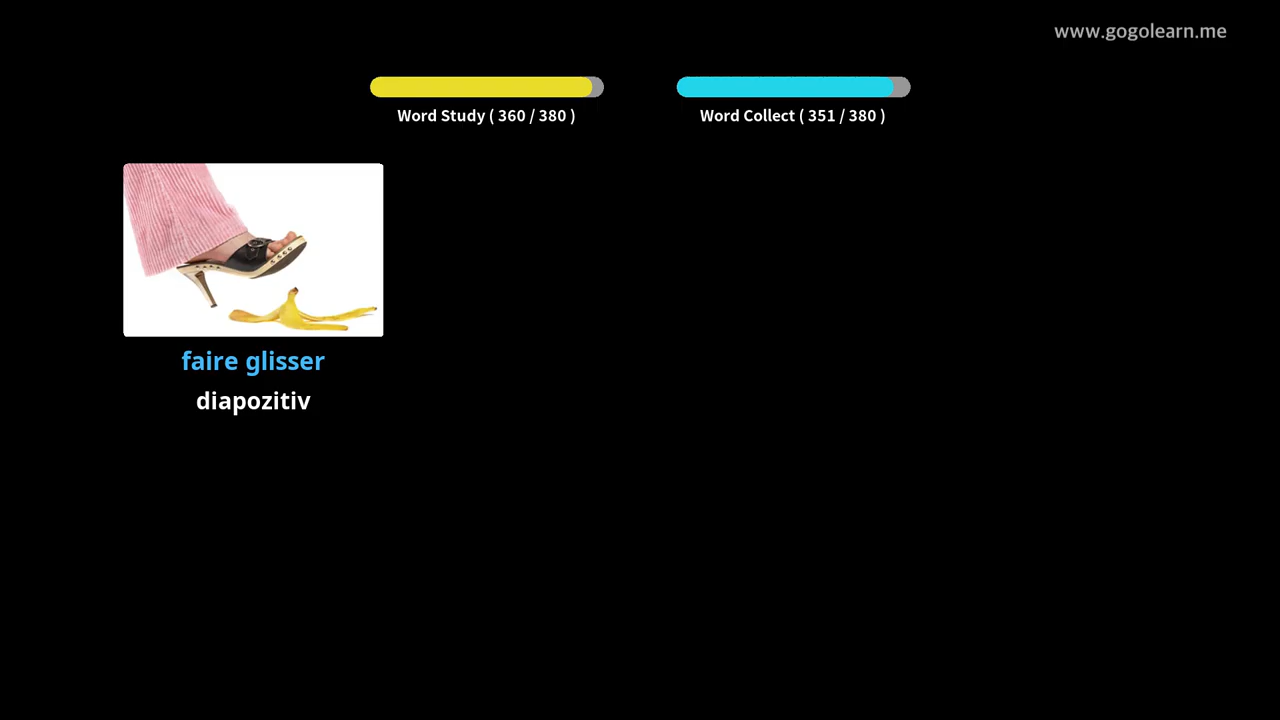 www.gogolearn.me
Word Study ( 360 / 380 )
Word Collect ( 351 / 380 )
faire glisser
diapozitiv